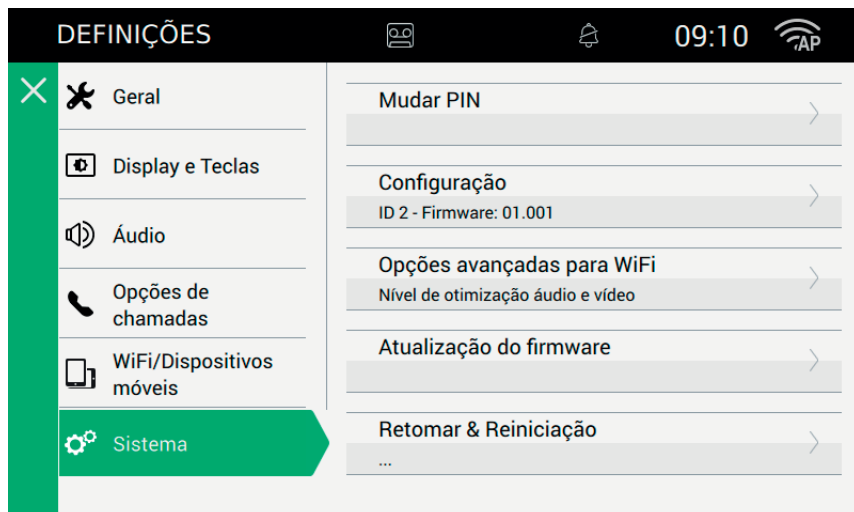 DEFINIÇÕES
09:10
AP
Geral
Display e Teclas
Áudio
Opções de
chamadas
WiFi/Dispositivos
móveis
Sistema
Mudar PIN
Configuração
ID 2 - Firmware: 01.001
Opções avançadas para WiFi
Nível de otimização áudio e vídeo
Atualização do firmware
Retomar & Reiniciação
...